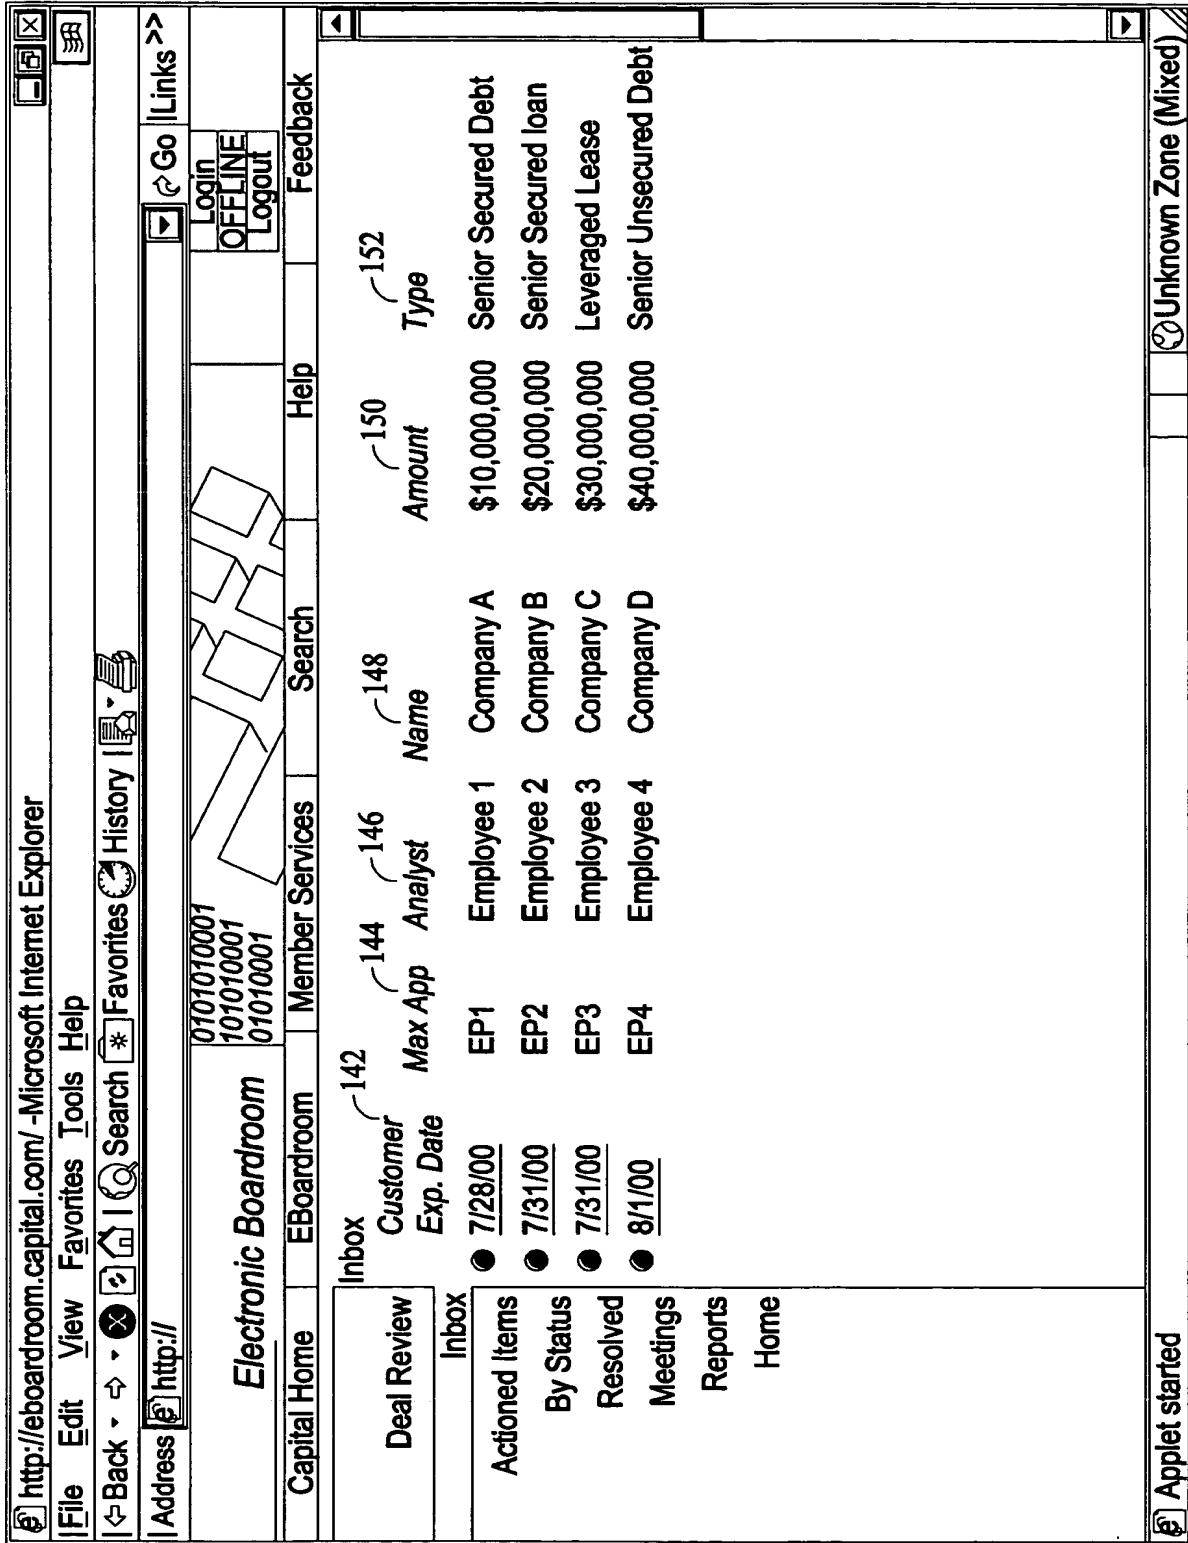 http://eboardroom.capital.com/ -Microsoft Internet Explorer
File Edit View Favorites Tools Help
Back Search Favorites History
Address http:// Go Links >>
Electronic Boardroom
0101010001
101010001
01010001
Login
OFFLINE
Logout
Capital Home EBoardroom Member Services Search Help Feedback
Deal Review
Inbox
Actioned Items
By Status
Resolved
Meetings
Reports
Home
Inbox
142 144 146 148 150 152
Customer Exp. Date Max App Analyst Name Amount Type
7/28/00 EP1 Employee 1 Company A $10,000,000 Senior Secured Debt
7/31/00 EP2 Employee 2 Company B $20,000,000 Senior Secured loan
7/31/00 EP3 Employee 3 Company C $30,000,000 Leveraged Lease
8/1/00 EP4 Employee 4 Company D $40,000,000 Senior Unsecured Debt
Applet started Unknown Zone (Mixed)